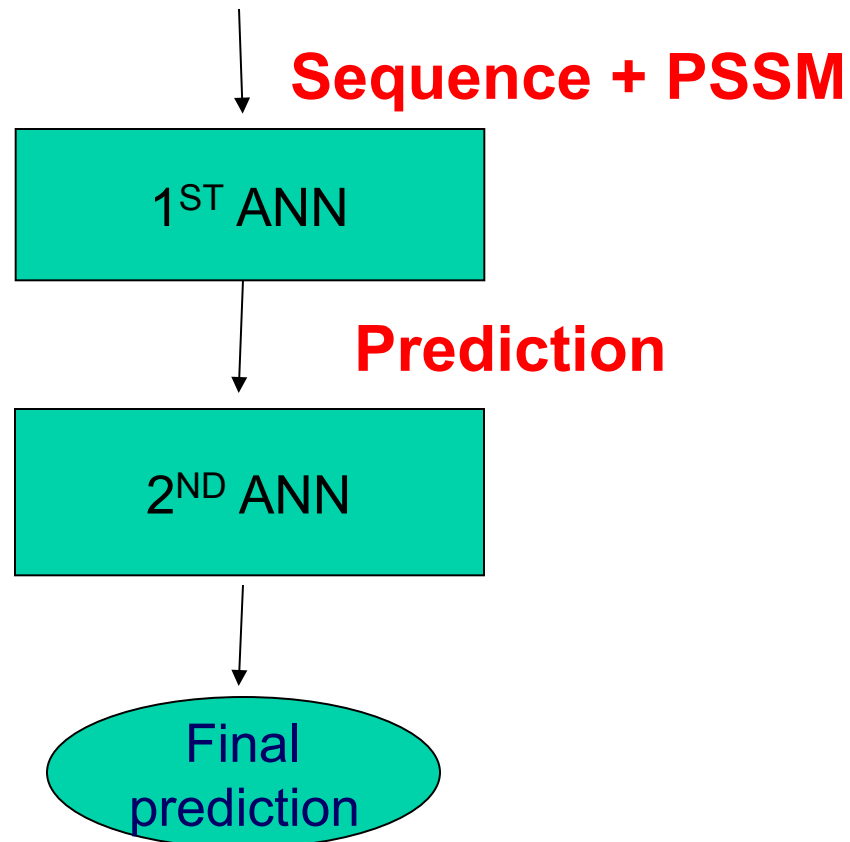 Sequence + PSSM
1ST ANN
Prediction
2ND ANN
Final
prediction